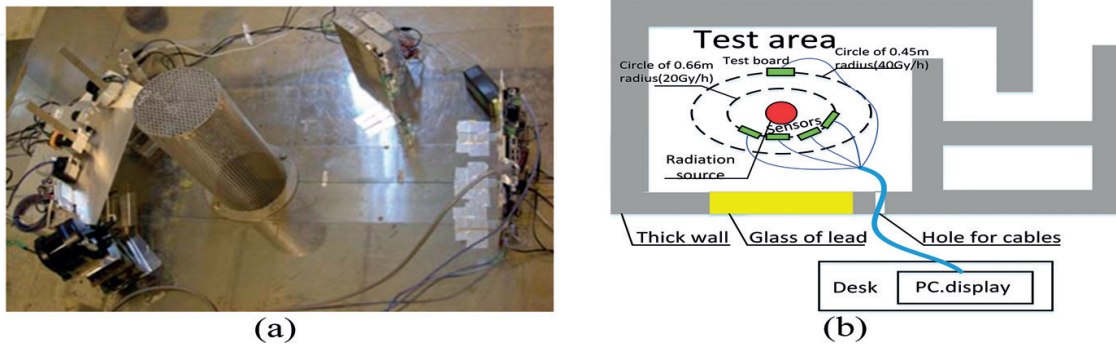 Test area
Test board
Circle of 0.66m
radius(20Gy/h)
Circle of 0.45m
radius(40Gy/h)
Sensors
Radiation
source
Thick wall
Glass of lead
Hole for cables
Desk
PC.display
(a)
(b)